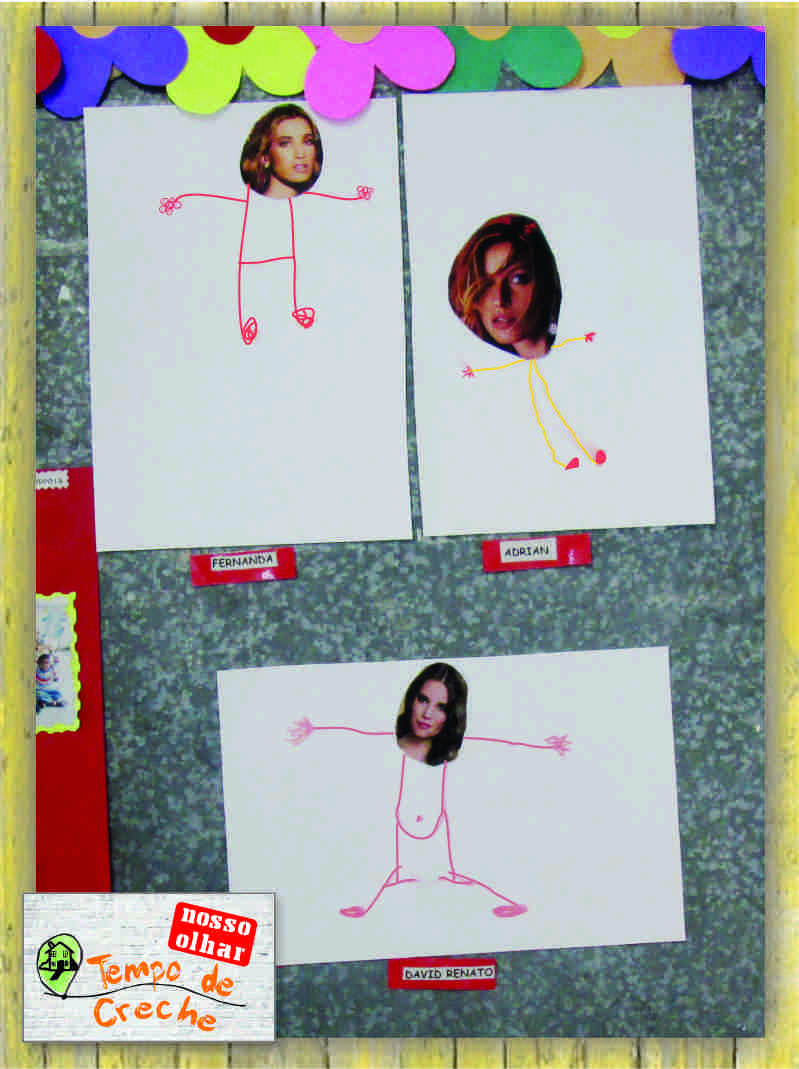 FERNANDA
ADRIAN
DAVID RENATO
nosso
olhar
Tempo de
Creche